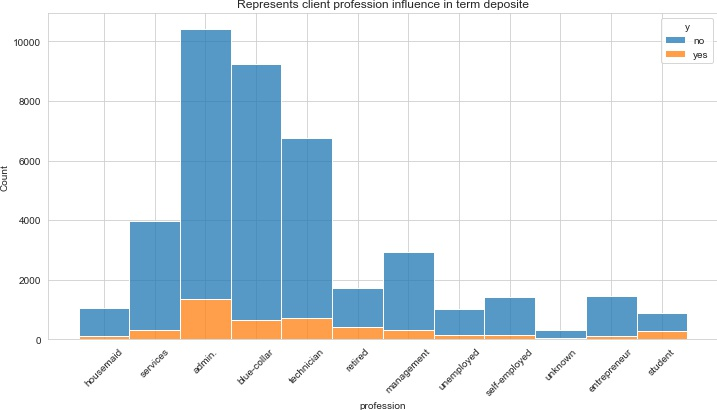 Represents client profession influence in term deposite
y
no
yes
10000
8000
6000
4000
2000
0
Count
housemaid
services
admin.
blue-collar
technician
retired
management
unemployed
self-employed
unknown
entrepreneur
student
profession